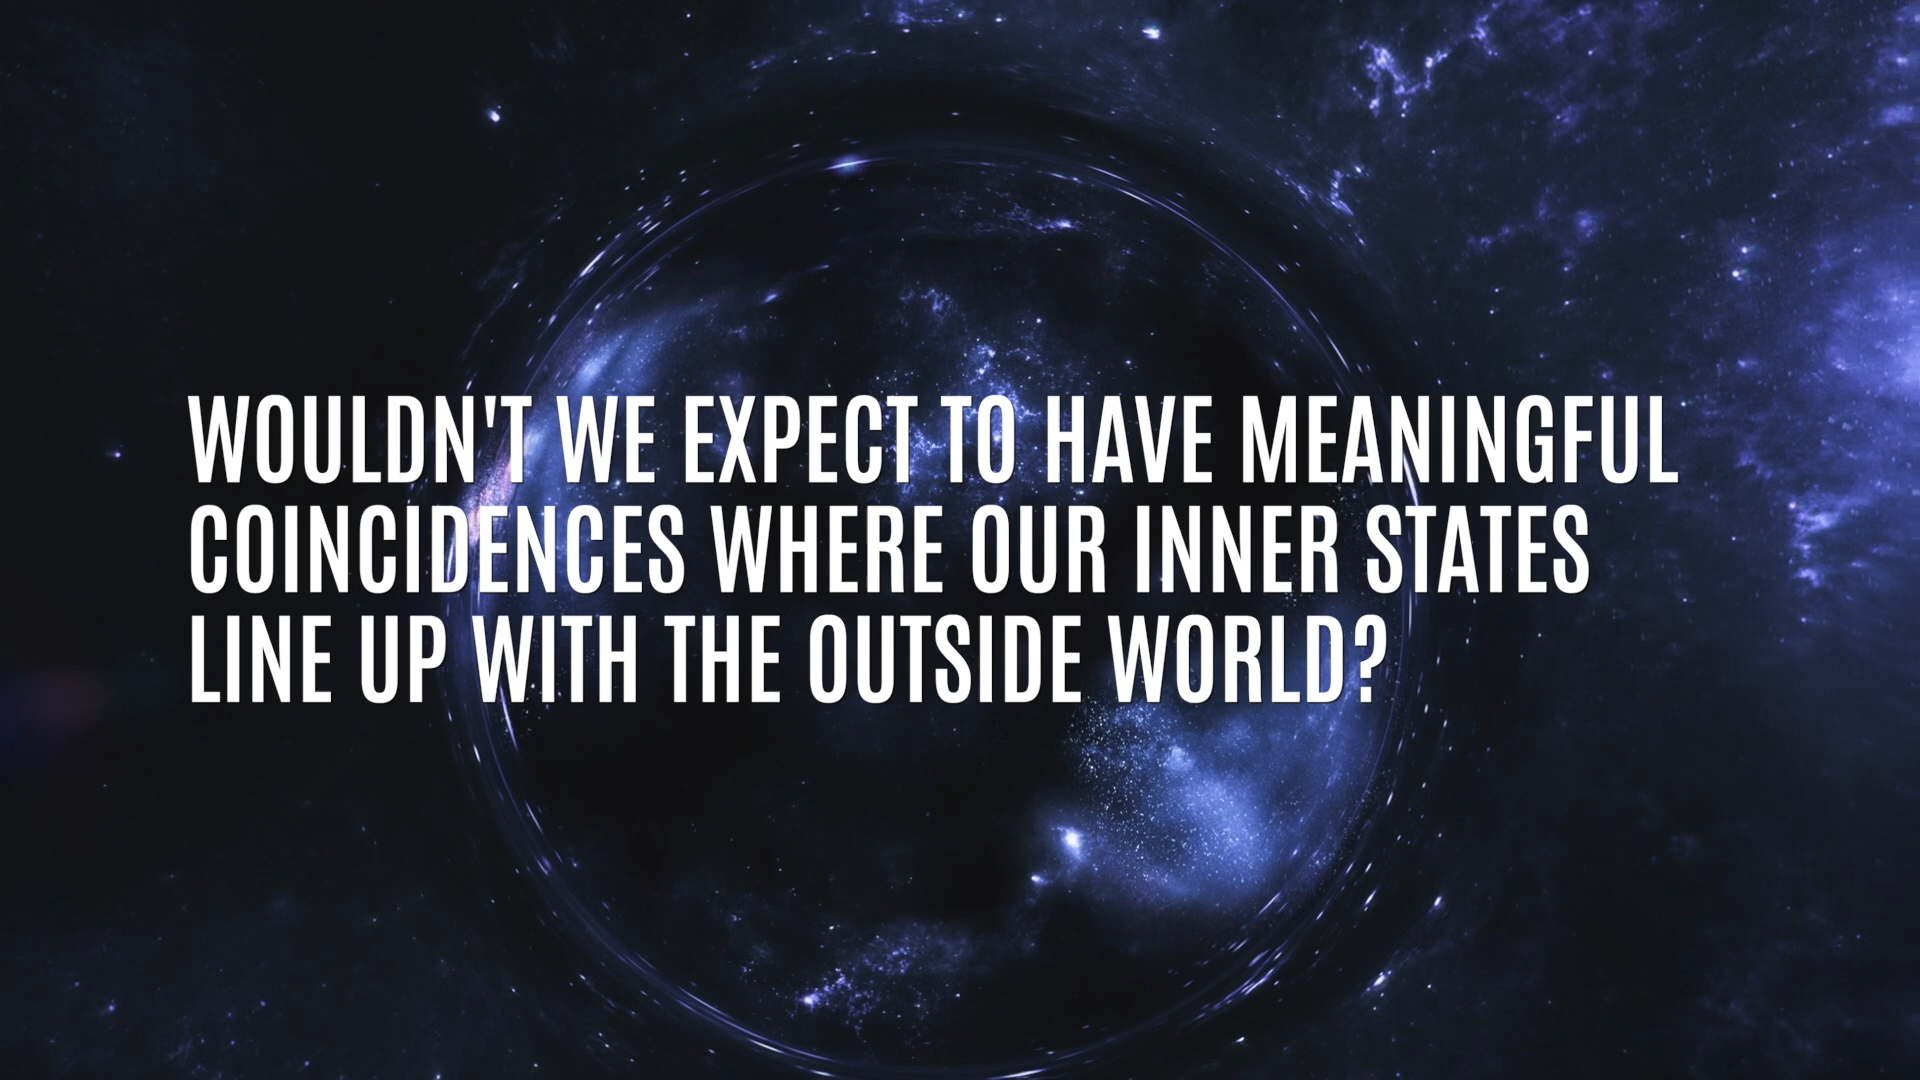 WOULDN'T WE EXPECT TO HAVE MEANINGFUL
COINCIDENCES WHERE OUR INNER STATES
LINE UP WITH THE OUTSIDE WORLD?